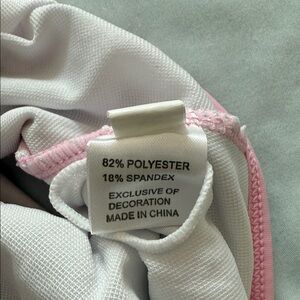 82% POLYESTER
18% SPANDEX
EXCLUSIVE OF
DECORATION
MADE IN CHINA